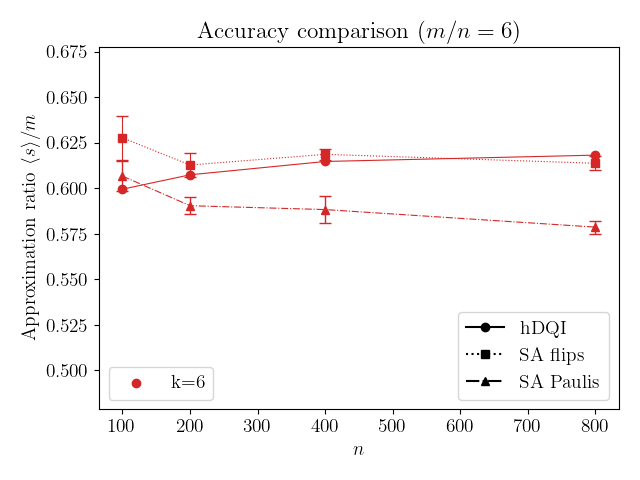 Accuracy comparison (m/n = 6)
Approximation ratio ⟨s⟩/m
0.675
0.650
0.625
0.600
0.575
0.550
0.525
0.500
hDQI
SA flips
SA Paulis
k=6
100 200 300 400 500 600 700 800
n